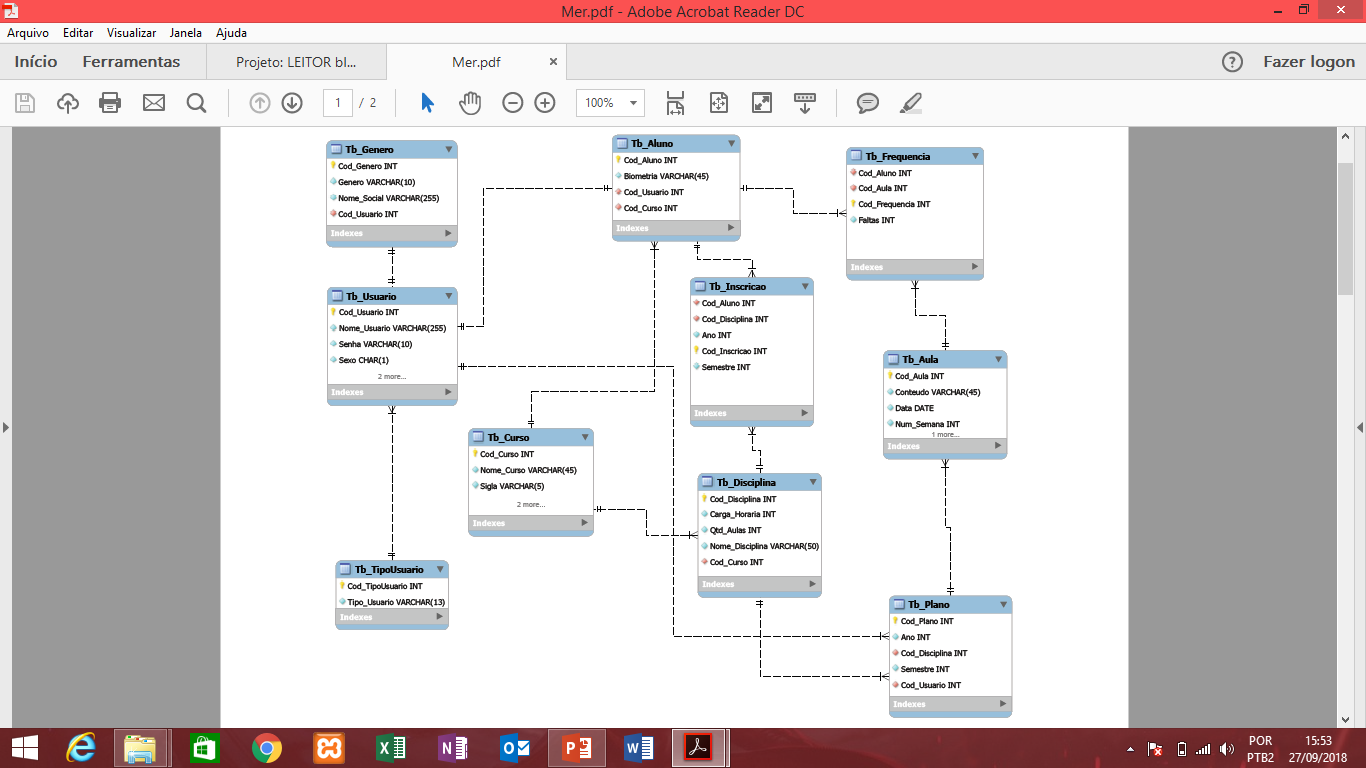 Mer.pdf - Adobe Acrobat Reader DC
Arquivo Editar Visualizar Janela Ajuda
Início Ferramentas Projeto: LEITOR bI... Mer.pdf × ? Fazer logon
1 / 2 100%
Tb_Genero
Cod_Genero INT
Genero VARCHAR(10)
Nome_Social VARCHAR(255)
Cod_Usuario INT
Indexes
Tb_Aluno
Cod_Aluno INT
Biometria VARCHAR(45)
Cod_Usuario INT
Cod_Curso INT
Indexes
Tb_Frequencia
Cod_Aluno INT
Cod_Aula INT
Cod_Frequencia INT
Faltas INT
Indexes
Tb_Usuario
Cod_Usuario INT
Nome_Usuario VARCHAR(255)
Senha VARCHAR(10)
Sexo CHAR(1)
2 more...
Indexes
Tb_Inscricao
Cod_Aluno INT
Cod_Disciplina INT
Ano INT
Cod_Inscricao INT
Semestre INT
Indexes
Tb_Aula
Cod_Aula INT
Conteudo VARCHAR(45)
Data DATE
Num_Semana INT
1 more...
Indexes
Tb_Curso
Cod_Curso INT
Nome_Curso VARCHAR(45)
Sigla VARCHAR(5)
2 more...
Indexes
Tb_Disciplina
Cod_Disciplina INT
Carga_Horaria INT
Qtd_Aulas INT
Nome_Disciplina VARCHAR(50)
Cod_Curso INT
Indexes
Tb_TipoUsuario
Cod_TipoUsuario INT
Tipo_Usuario VARCHAR(13)
Indexes
Tb_Plano
Cod_Plano INT
Ano INT
Cod_Disciplina INT
Semestre INT
Cod_Usuario INT
Indexes
POR 15:53
PTB2 27/09/2018